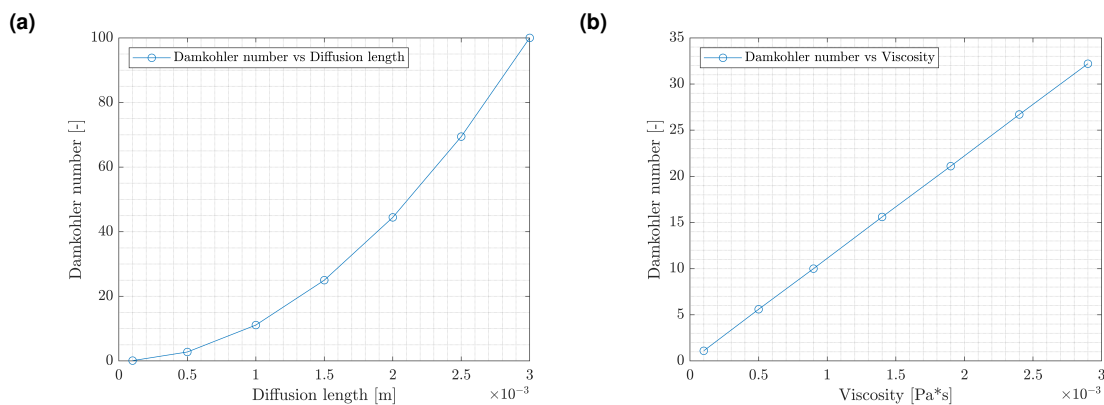 (a)
Damkohler number vs Diffusion length
Damkohler number [-]
100
80
60
40
20
0
0 0.5 1 1.5 2 2.5 3
×10⁻³
Diffusion length [m]
(b)
Damkohler number vs Viscosity
Damkohler number [-]
35
30
25
20
15
10
5
0
0 0.5 1 1.5 2 2.5 3
×10⁻³
Viscosity [Pa*s]